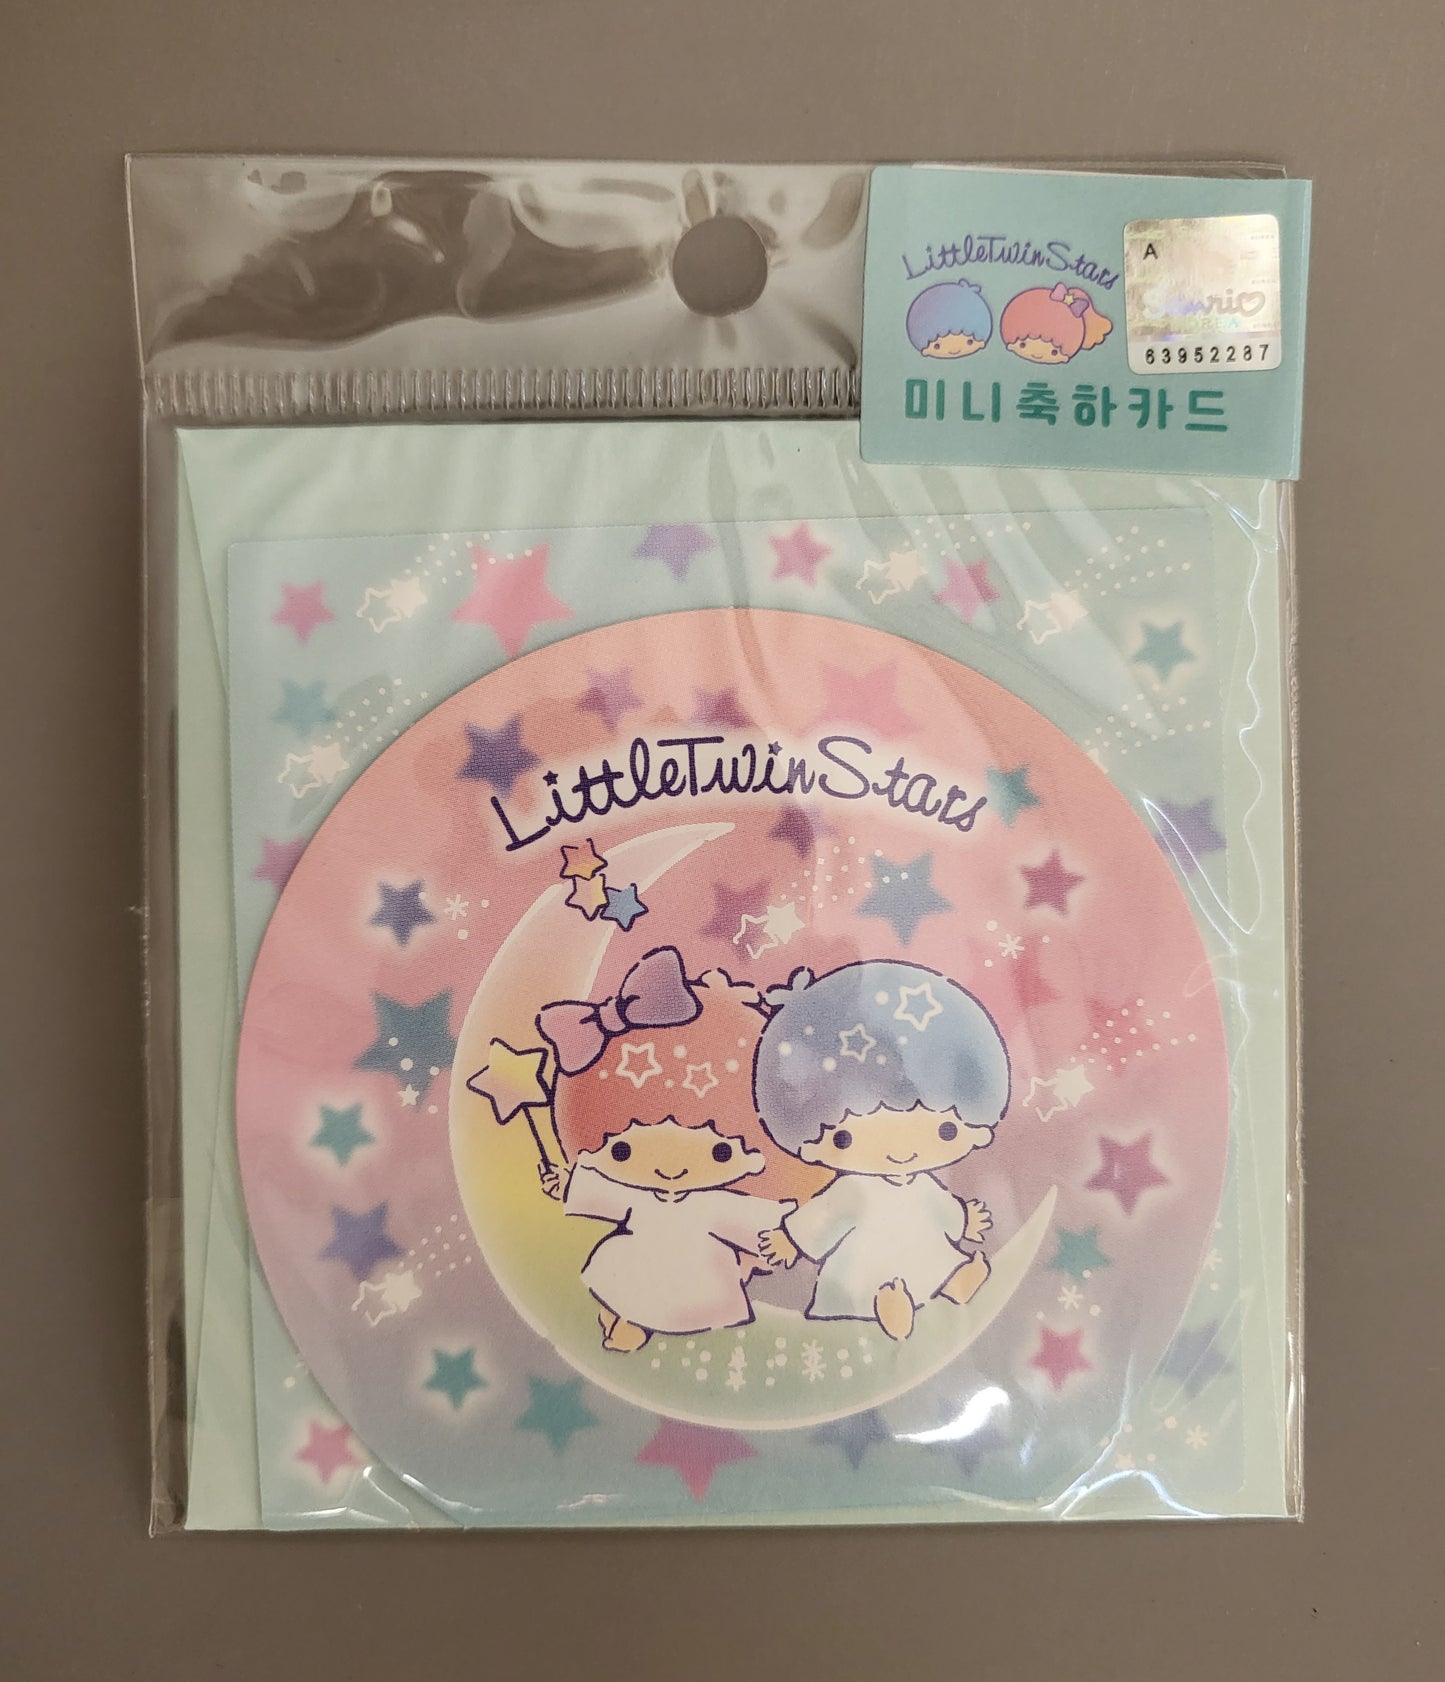 LittleTwinStars
A
Sanrio
KOREA
63952287
미니축하카드
LittleTwinStars